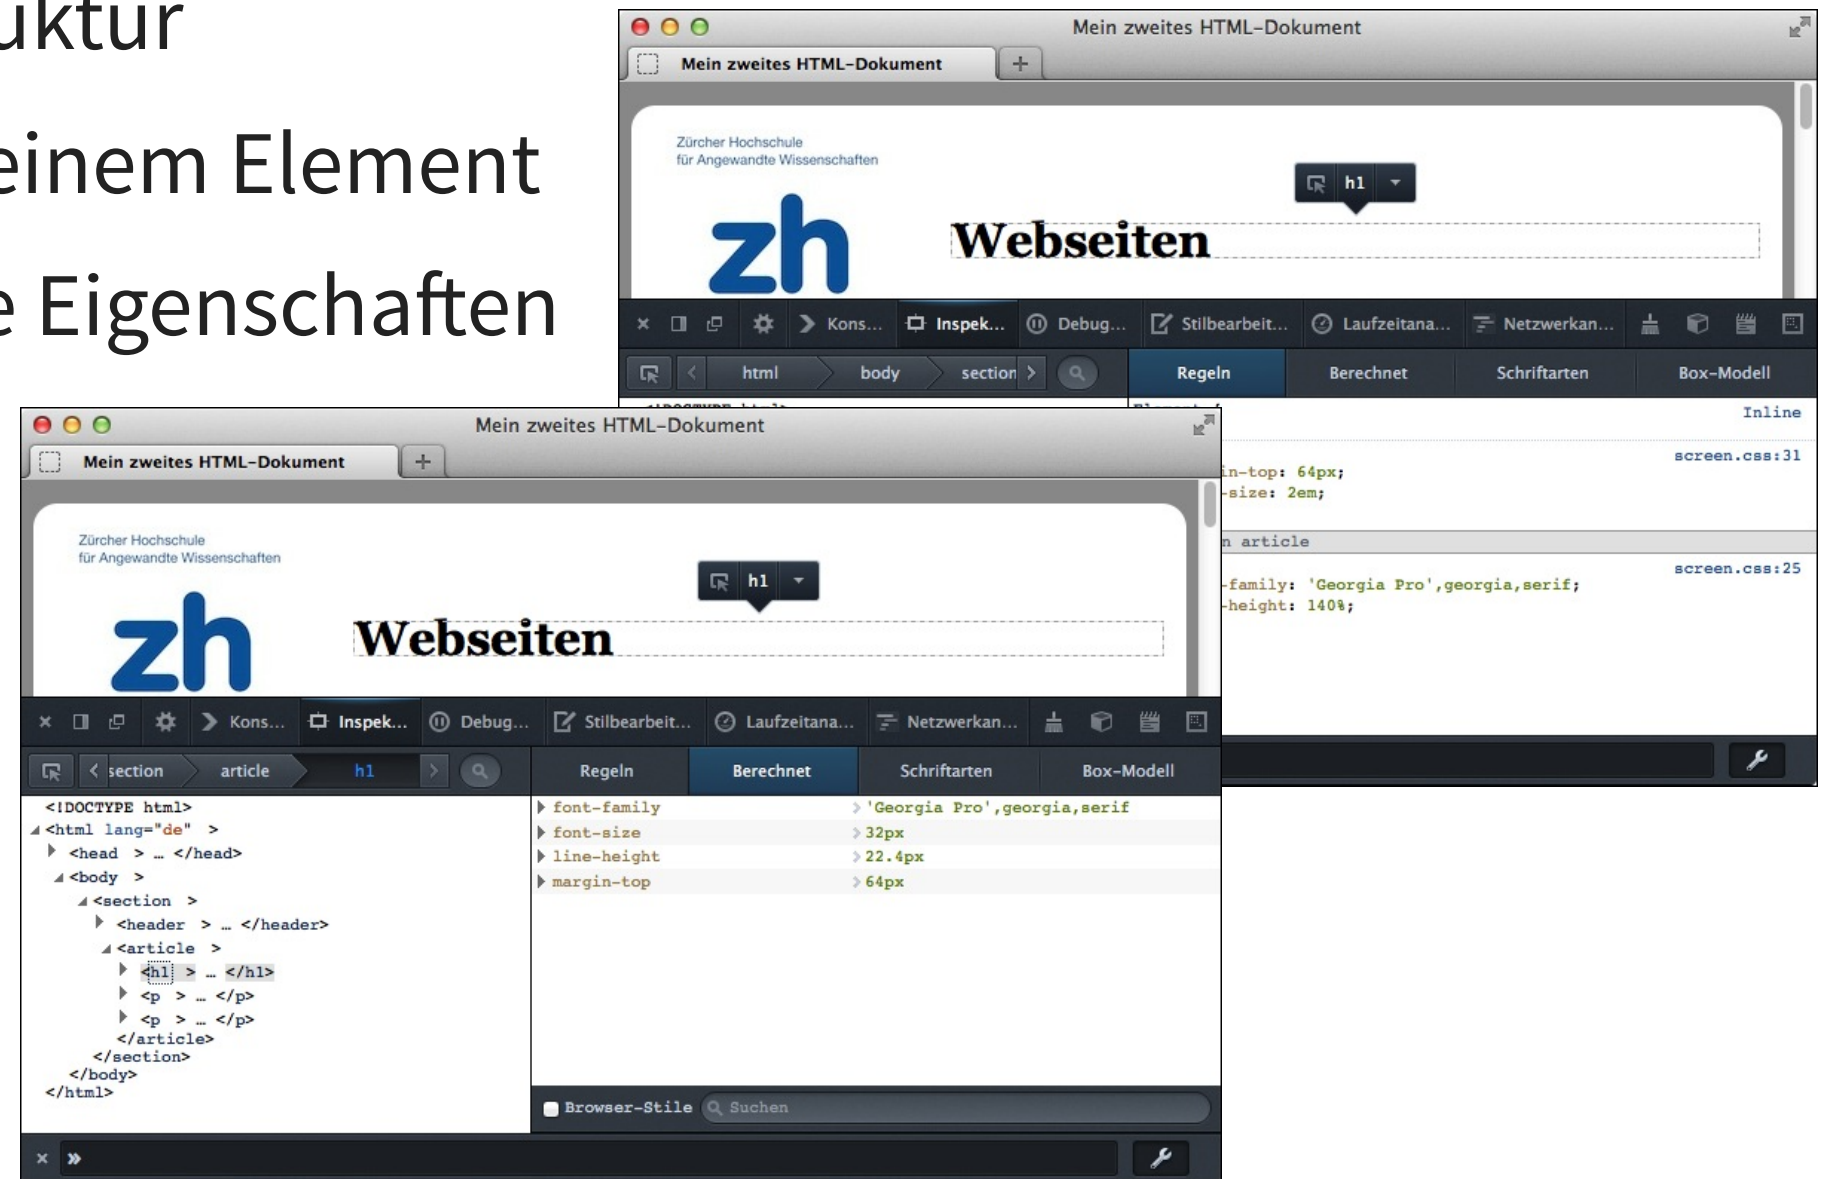 uktur
einem Element
e Eigenschaften
Mein zweites HTML-Dokument
Mein zweites HTML-Dokument +
Zürcher Hochschule
für Angewandte Wissenschaften
zh
h1
Webseiten
Kons... Inspek... Debug... Stilbearbeit... Laufzeitana... Netzwerkan...
html body section Regeln Berechnet Schriftarten Box-Modell
Inline
screen.css:31
in-top: 64px;
-size: 2em;
n article
screen.css:25
-family: 'Georgia Pro',georgia,serif;
-height: 140%;
Mein zweites HTML-Dokument
Mein zweites HTML-Dokument +
Zürcher Hochschule
für Angewandte Wissenschaften
zh
h1
Webseiten
Kons... Inspek... Debug... Stilbearbeit... Laufzeitana... Netzwerkan...
section article h1 Regeln Berechnet Schriftarten Box-Modell
<!DOCTYPE html>
<html lang="de" >
<head > … </head>
<body >
<section >
<header > … </header>
<article >
<h1 > … </h1>
<p > … </p>
<p > … </p>
</article>
</section>
</body>
</html>
font-family 'Georgia Pro',georgia,serif
font-size 32px
line-height 22.4px
margin-top 64px
Browser-Stile Suchen
× »